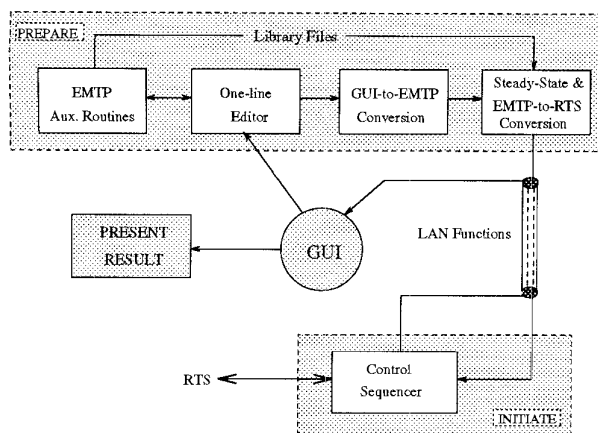 PREPARE
Library Files
EMTP
Aux. Routines
One-line
Editor
GUI-to-EMTP
Conversion
Steady-State &
EMTP-to-RTS
Conversion
PRESENT
RESULT
GUI
LAN Functions
RTS
Control
Sequencer
INITIATE